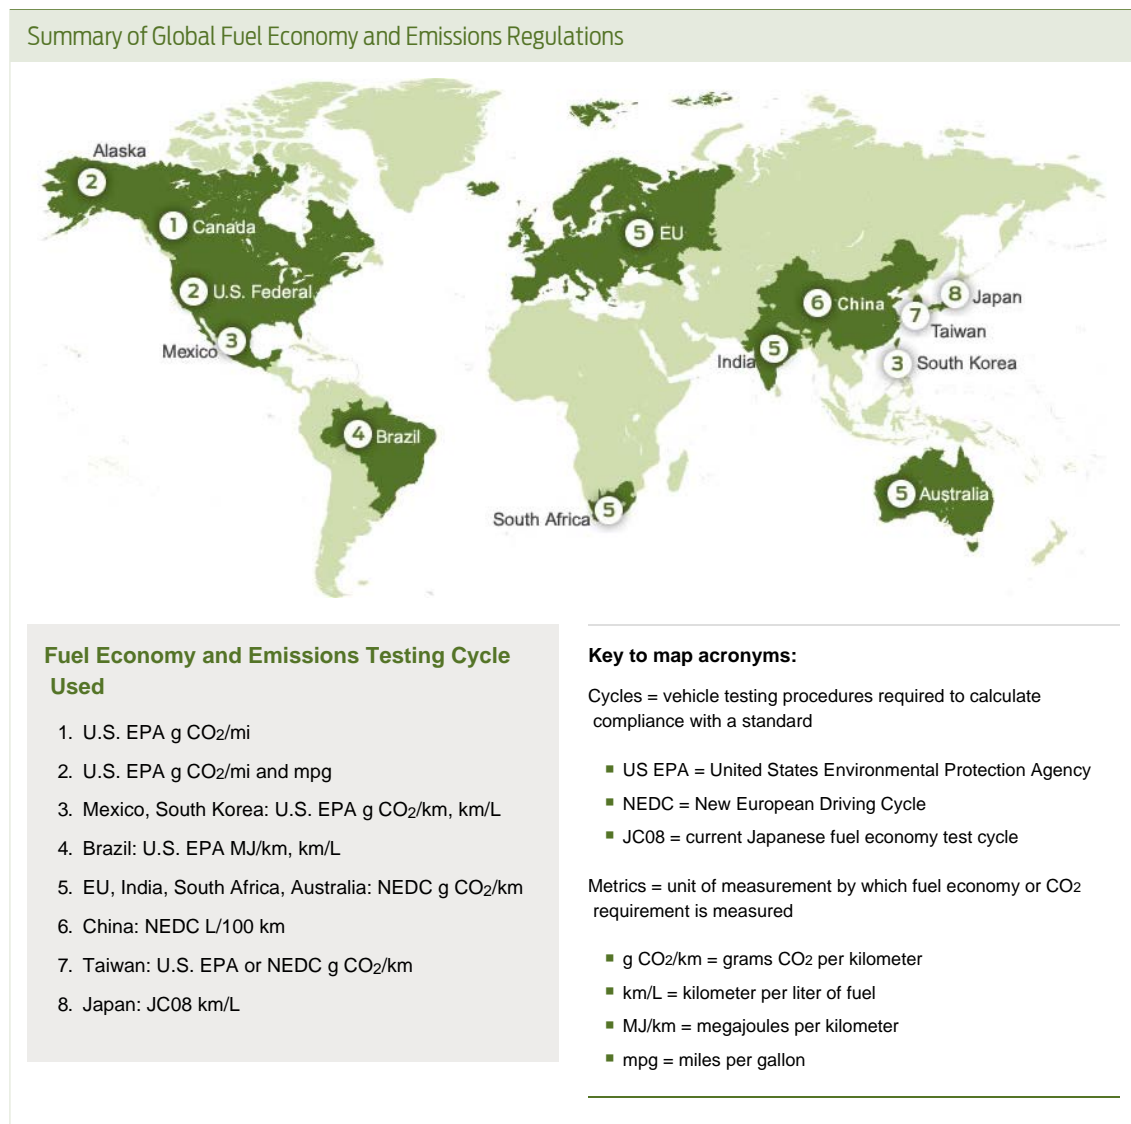 Summary of Global Fuel Economy and Emissions Regulations
Alaska
2
1 Canada
2 U.S. Federal
Mexico 3
4 Brazil
5 EU
South Africa 5
India 5
6 China
8 Japan
7
Taiwan
3 South Korea
5 Australia
Fuel Economy and Emissions Testing Cycle
Used
1. U.S. EPA g CO2/mi
2. U.S. EPA g CO2/mi and mpg
3. Mexico, South Korea: U.S. EPA g CO2/km, km/L
4. Brazil: U.S. EPA MJ/km, km/L
5. EU, India, South Africa, Australia: NEDC g CO2/km
6. China: NEDC L/100 km
7. Taiwan: U.S. EPA or NEDC g CO2/km
8. Japan: JC08 km/L
Key to map acronyms:
Cycles = vehicle testing procedures required to calculate
compliance with a standard
US EPA = United States Environmental Protection Agency
NEDC = New European Driving Cycle
JC08 = current Japanese fuel economy test cycle
Metrics = unit of measurement by which fuel economy or CO2
requirement is measured
g CO2/km = grams CO2 per kilometer
km/L = kilometer per liter of fuel
MJ/km = megajoules per kilometer
mpg = miles per gallon